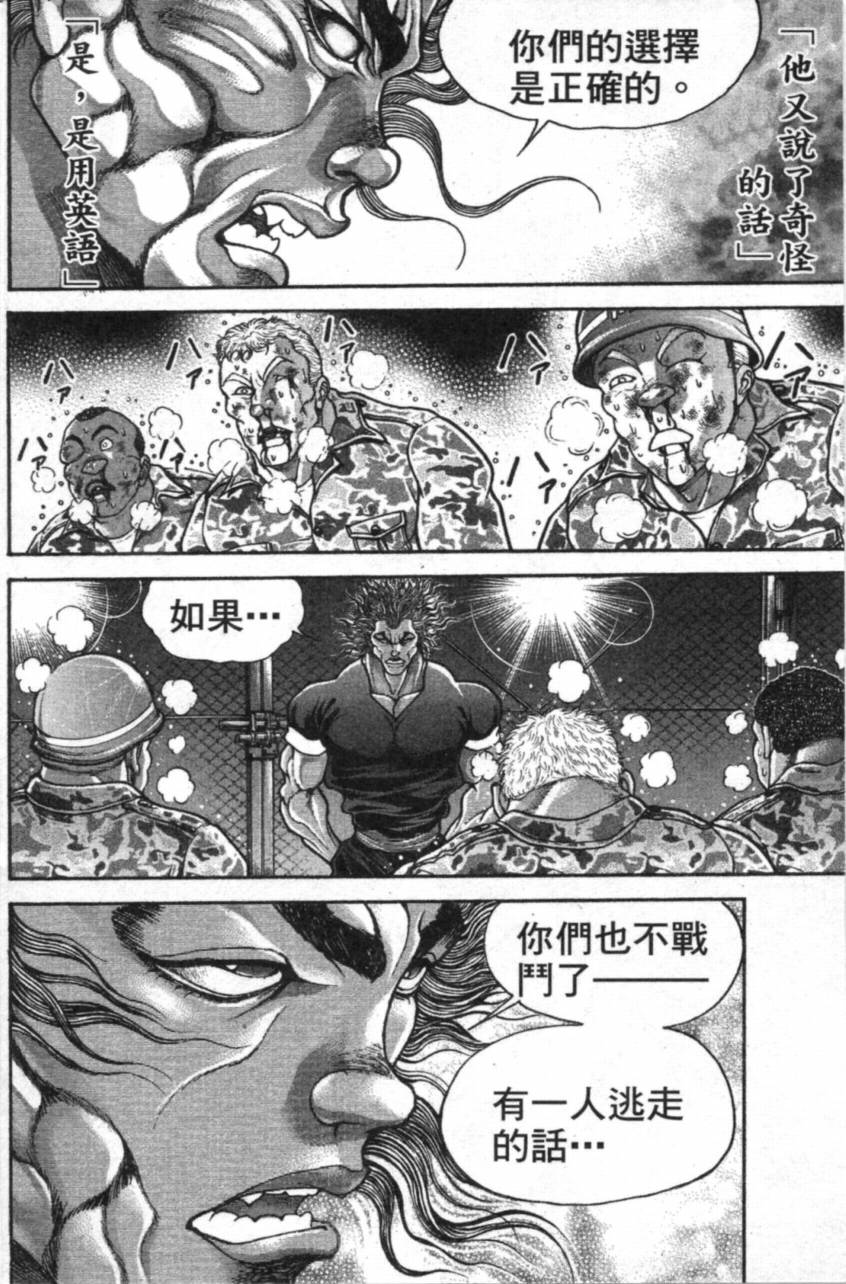 「他又說了奇怪
的話」
你們的選擇
是正確的。
「是，是用英語」
ハァ
ハァ
ハァ
ハァ
ハァ
ハァ
如果…
你們也不戰
鬥了——
有一人逃走
的話…